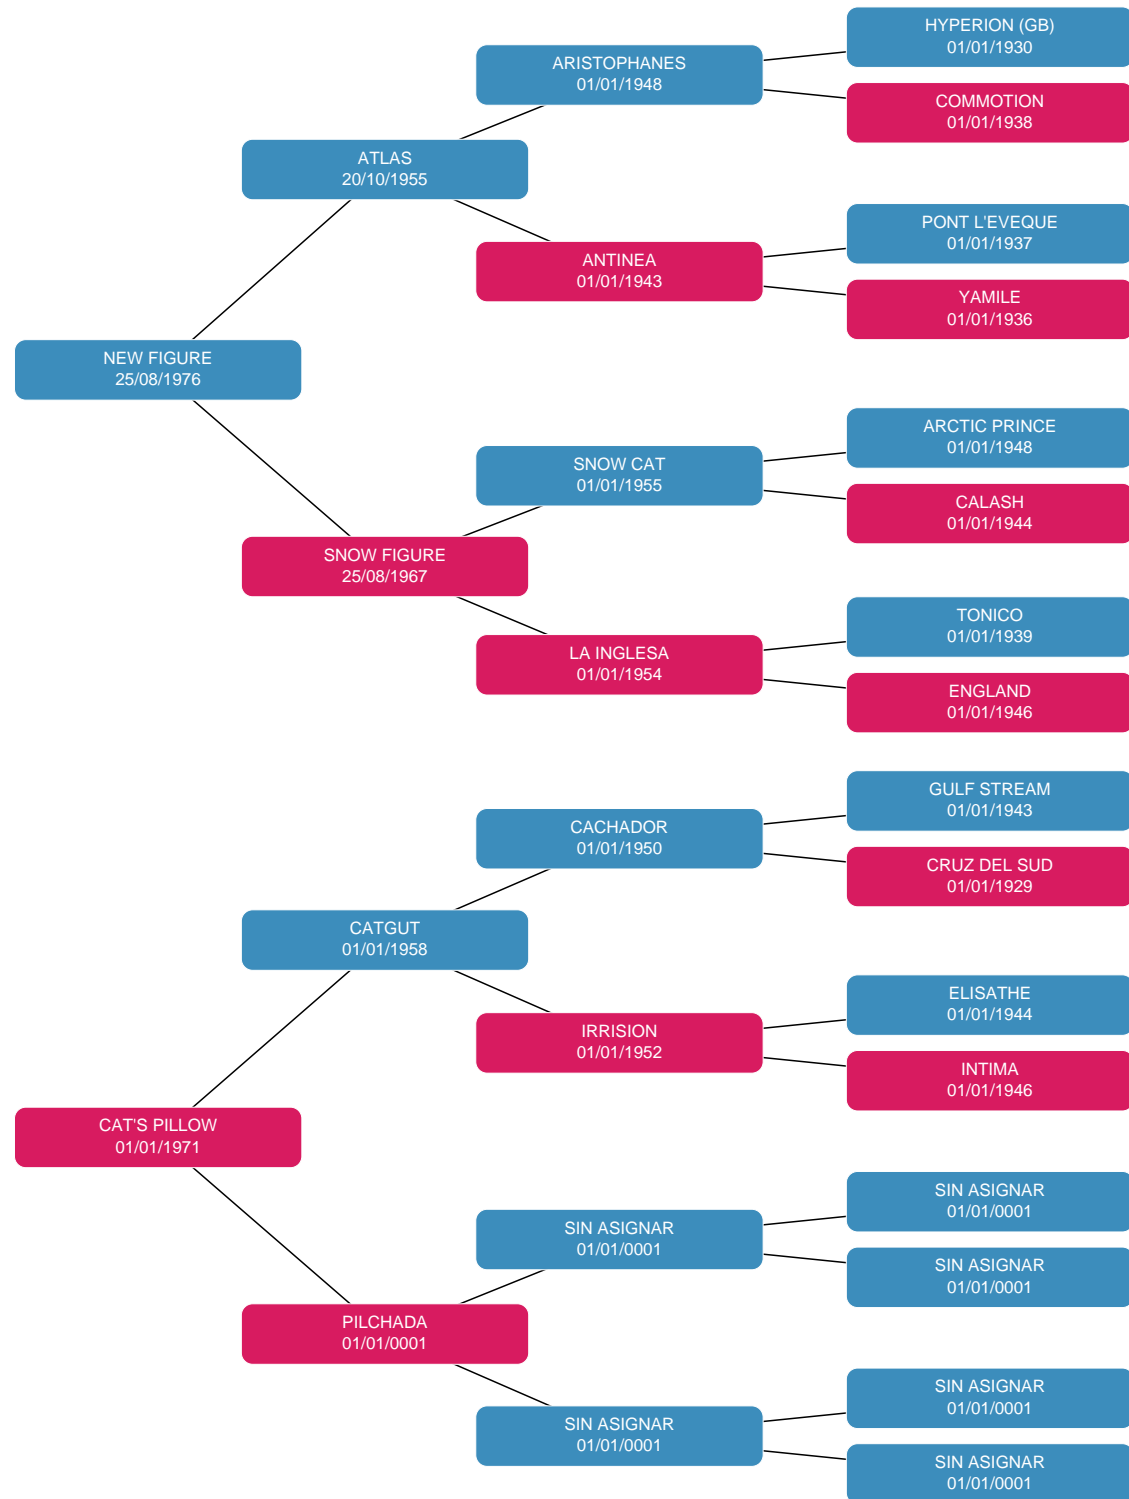 HYPERION (GB)
01/01/1930
ARISTOPHANES
01/01/1948
COMMOTION
01/01/1938
ATLAS
20/10/1955
PONT L'EVEQUE
01/01/1937
ANTINEA
01/01/1943
YAMILE
01/01/1936
NEW FIGURE
25/08/1976
ARCTIC PRINCE
01/01/1948
SNOW CAT
01/01/1955
CALASH
01/01/1944
SNOW FIGURE
25/08/1967
TONICO
01/01/1939
LA INGLESA
01/01/1954
ENGLAND
01/01/1946
GULF STREAM
01/01/1943
CACHADOR
01/01/1950
CRUZ DEL SUD
01/01/1929
CATGUT
01/01/1958
ELISATHE
01/01/1944
IRRISION
01/01/1952
INTIMA
01/01/1946
CAT'S PILLOW
01/01/1971
SIN ASIGNAR
01/01/0001
SIN ASIGNAR
01/01/0001
SIN ASIGNAR
01/01/0001
PILCHADA
01/01/0001
SIN ASIGNAR
01/01/0001
SIN ASIGNAR
01/01/0001
SIN ASIGNAR
01/01/0001